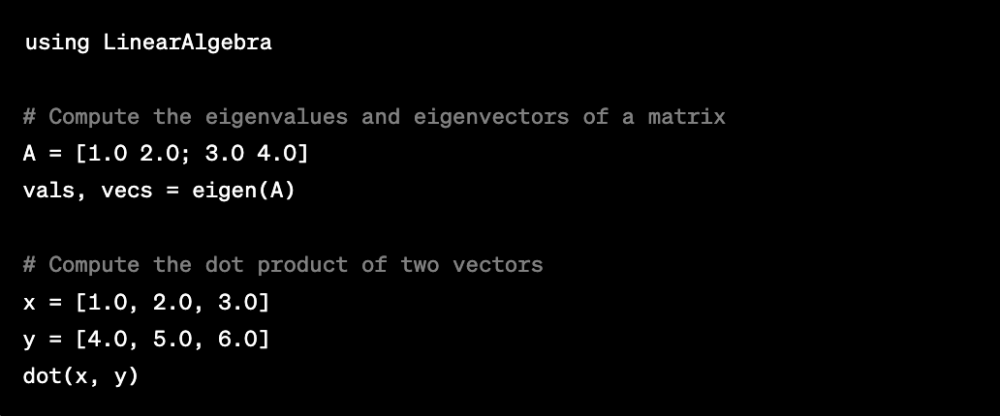 using LinearAlgebra
# Compute the eigenvalues and eigenvectors of a matrix
A = [1.0 2.0; 3.0 4.0]
vals, vecs = eigen(A)
# Compute the dot product of two vectors
x = [1.0, 2.0, 3.0]
y = [4.0, 5.0, 6.0]
dot(x, y)